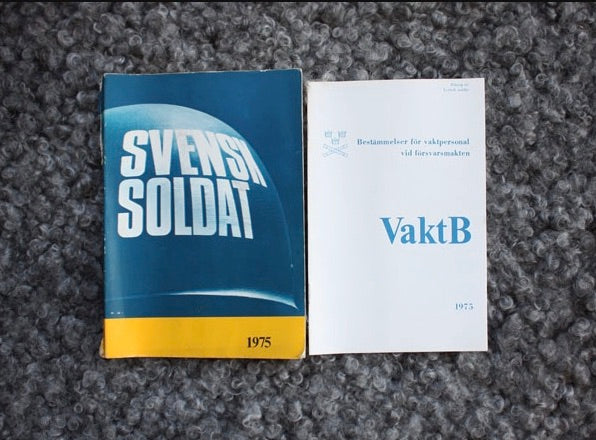 SVENSK
SOLDAT
1975
Bestämmelser för vaktpersonal
vid försvarsmakten
VaktB
1975